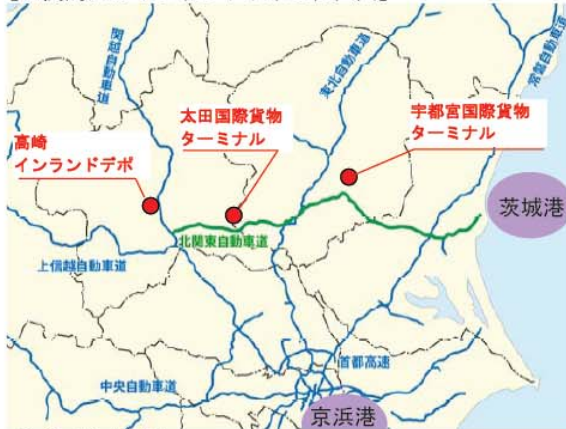 関越自動車道
東北自動車道
常磐自動車道
太田国際貨物
ターミナル
宇都宮国際貨物
ターミナル
高崎
インランドデポ
茨城港
北関東自動車道
上信越自動車道
首都高速
中央自動車道
京浜港